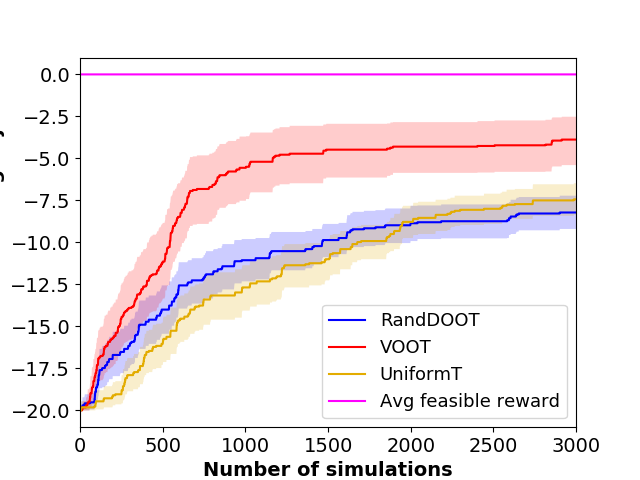 0.0
−2.5
−5.0
−7.5
−10.0
−12.5
−15.0
−17.5
−20.0
RandDOOT
VOOT
UniformT
Avg feasible reward
0 500 1000 1500 2000 2500 3000
Number of simulations